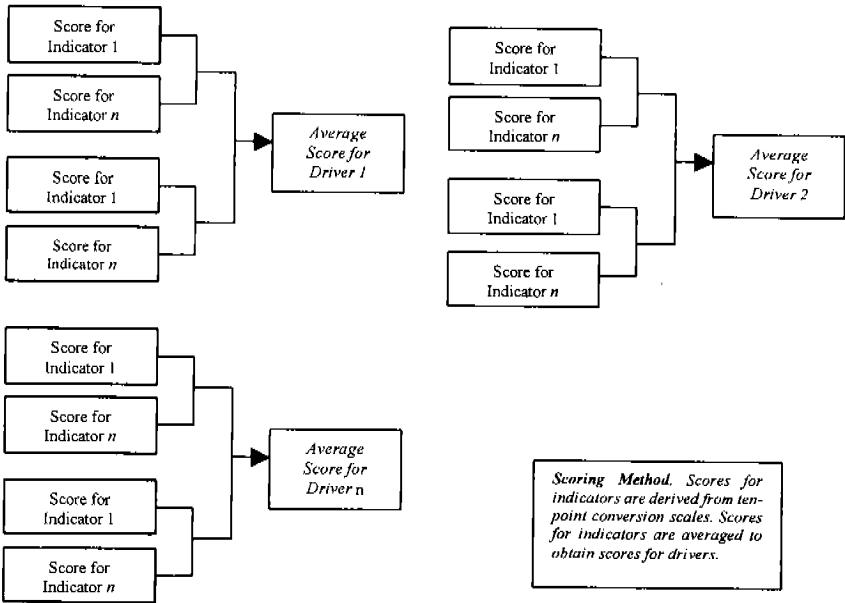 Score for
Indicator 1
Score for
Indicator n
Score for
Indicator 1
Score for
Indicator n
Average
Score for
Driver 1
Score for
Indicator 1
Score for
Indicator n
Score for
Indicator 1
Score for
Indicator n
Average
Score for
Driver 2
Score for
Indicator 1
Score for
Indicator n
Score for
Indicator 1
Score for
Indicator n
Average
Score for
Driver n
Scoring Method. Scores for
indicators are derived from ten-
point conversion scales. Scores
for indicators are averaged to
obtain scores for drivers.